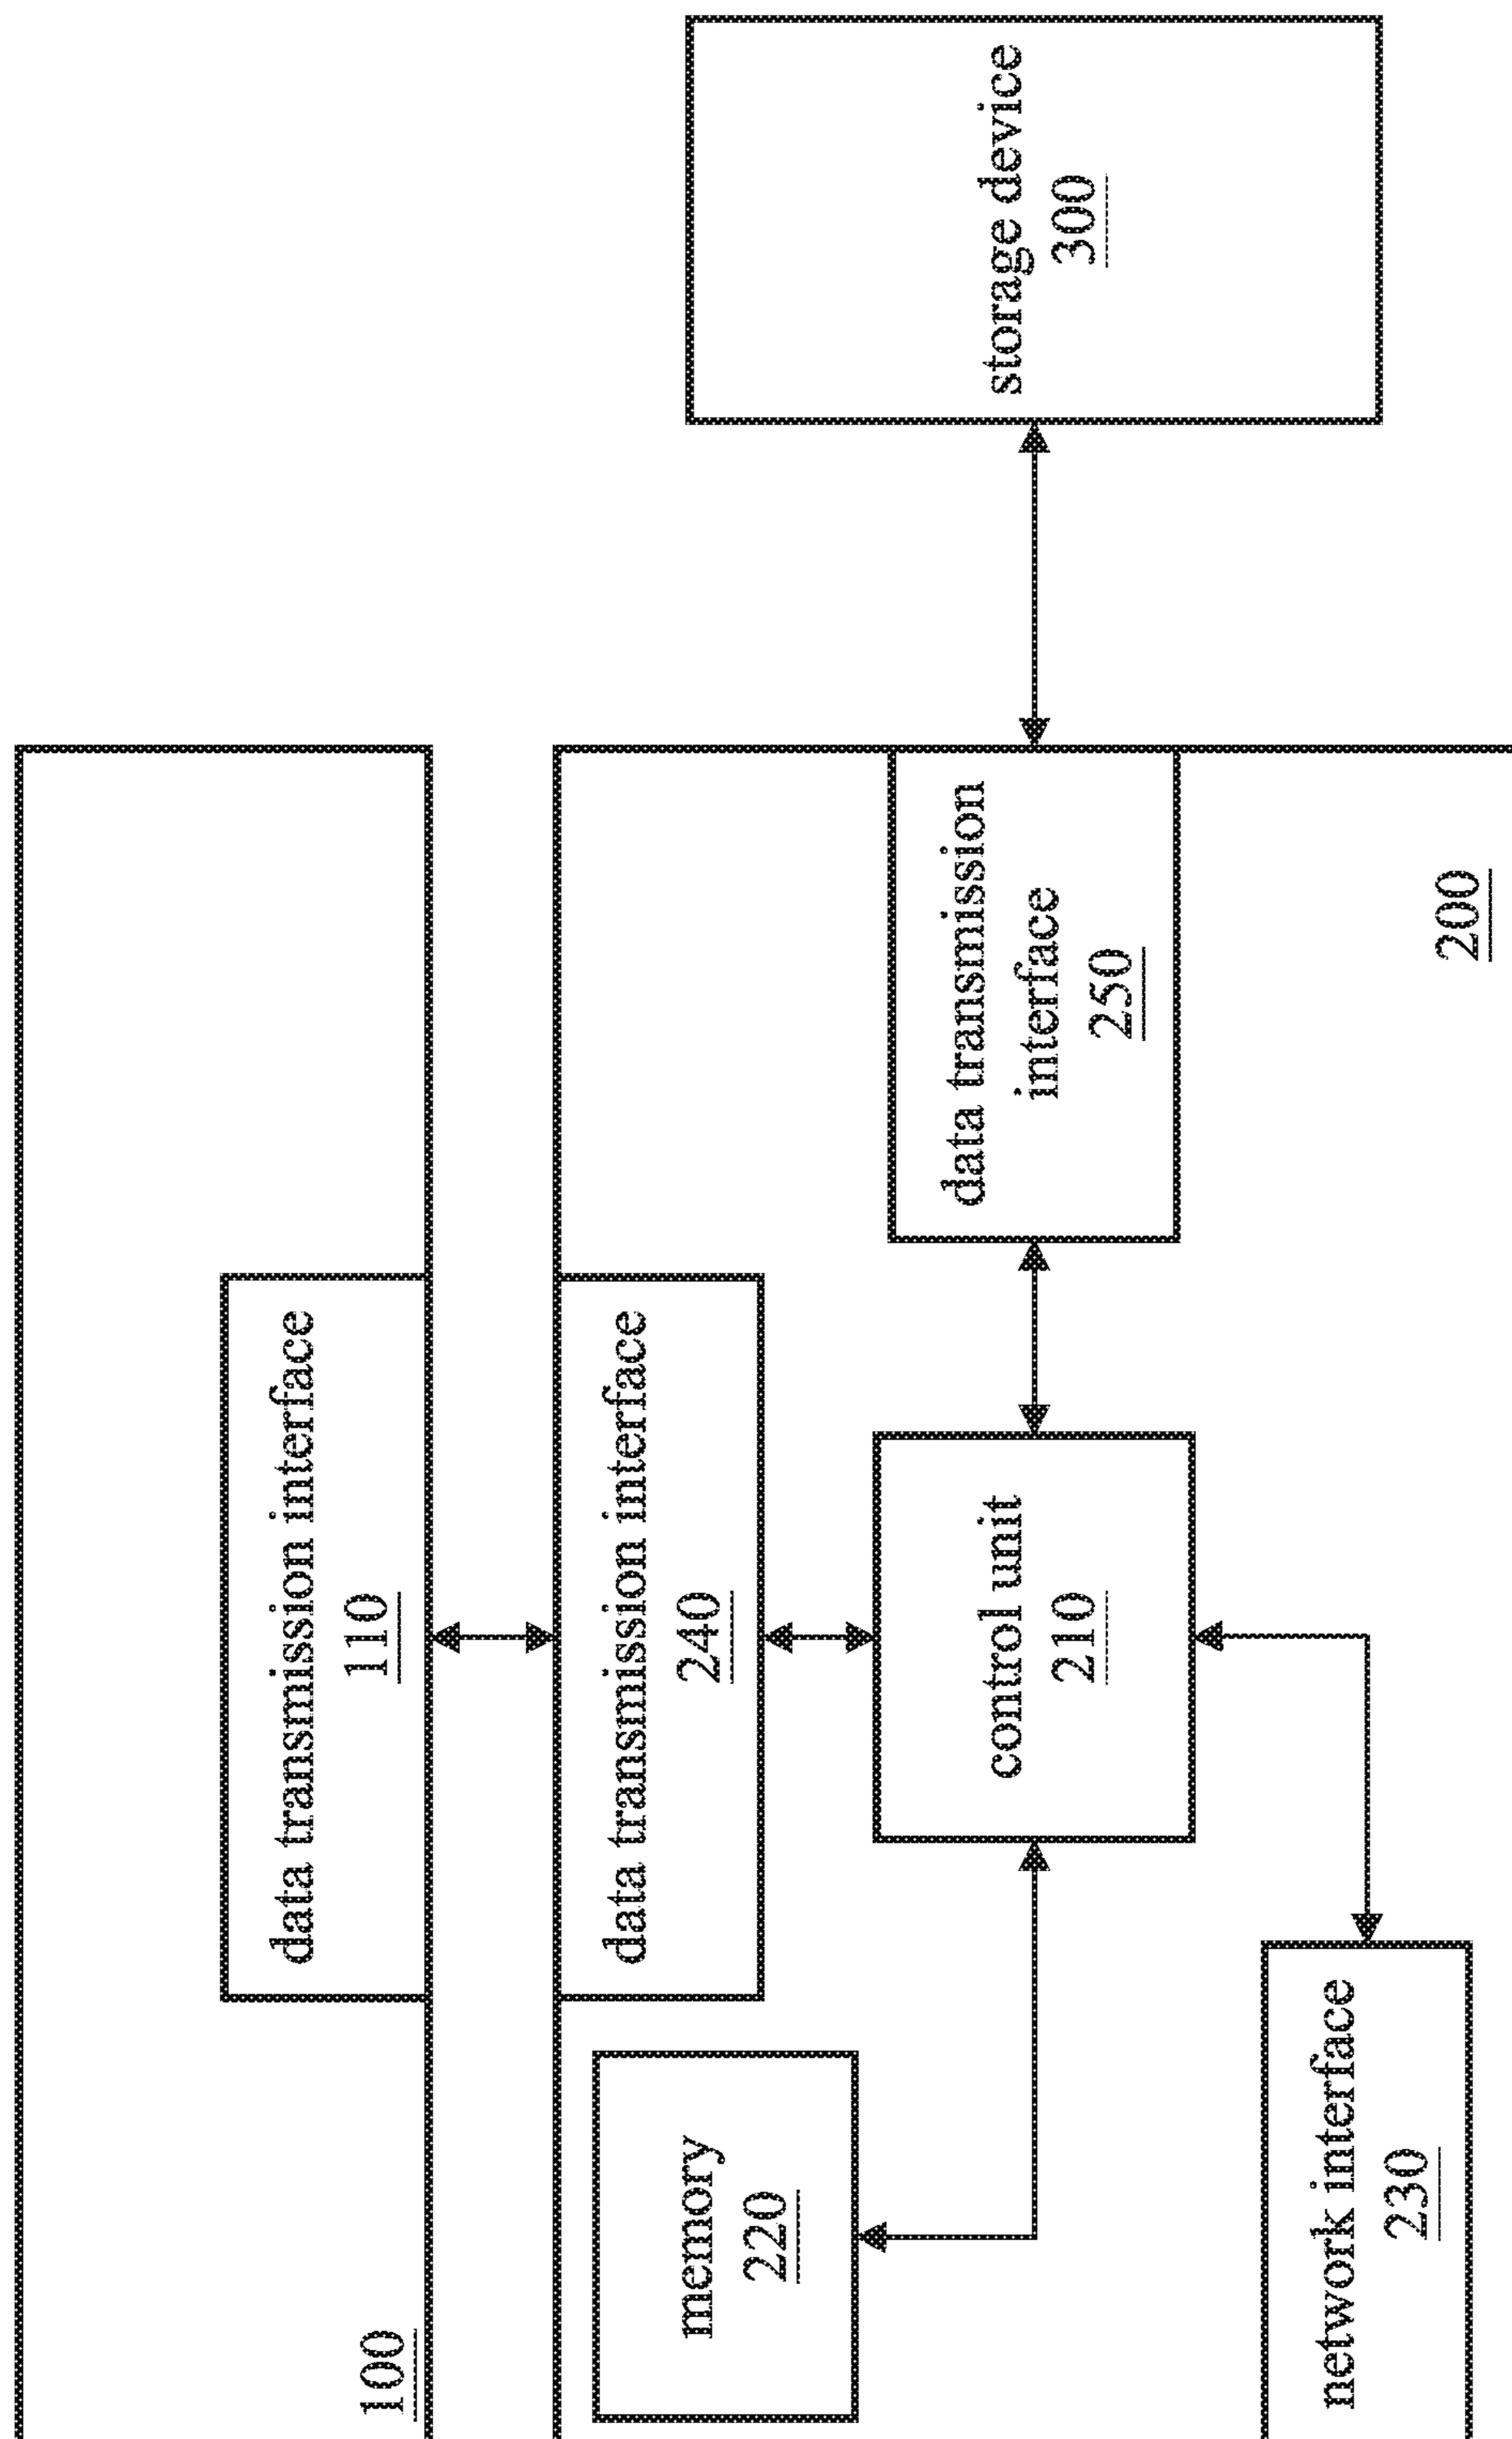 100
data transmission interface
110
memory
220
data transmission interface
240
control unit
210
data transmission
interface
250
network interface
230
200
storage device
300